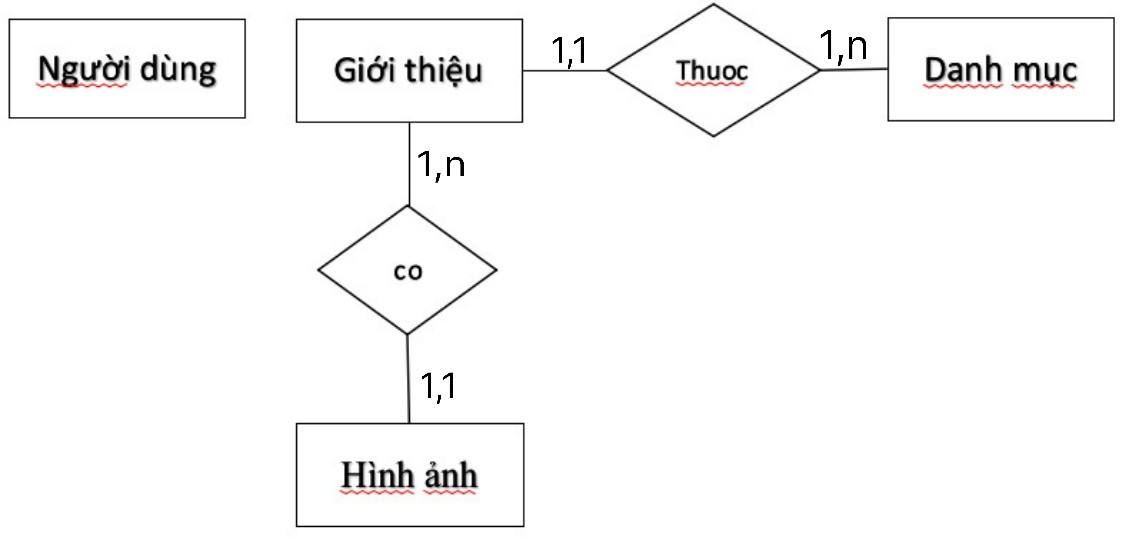 Người dùng
Giới thiệu
1,1
Thuoc
1,n
Danh mục
1,n
co
1,1
Hình ảnh